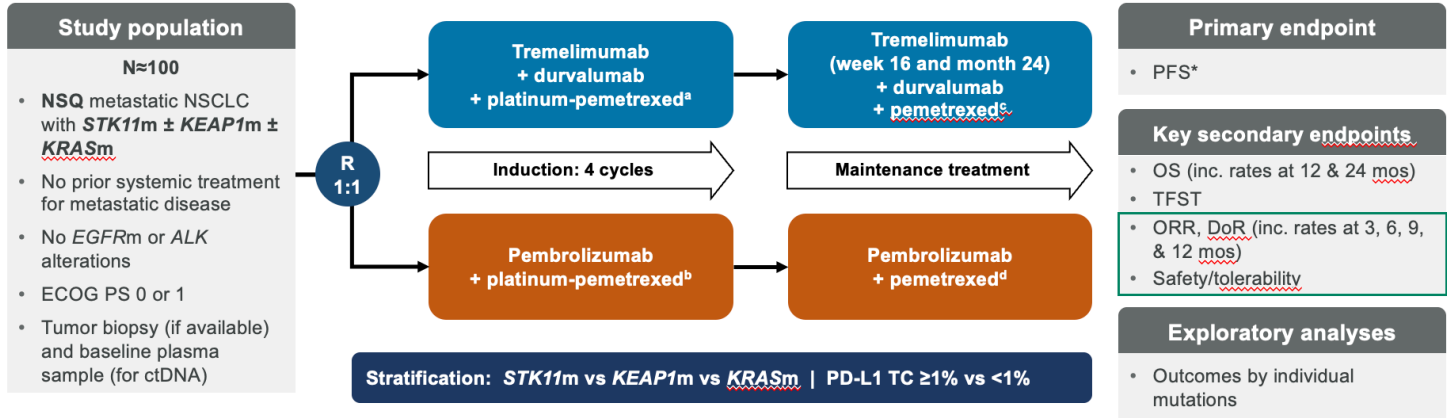 Study population
N≈100
• NSQ metastatic NSCLC
with STK11m ± KEAP1m ±
KRASm
• No prior systemic treatment
for metastatic disease
• No EGFRm or ALK
alterations
• ECOG PS 0 or 1
• Tumor biopsy (if available)
and baseline plasma
sample (for ctDNA)
R
1:1
Tremelimumab
+ durvalumab
+ platinum-pemetrexedᵃ
Tremelimumab
(week 16 and month 24)
+ durvalumab
+ pemetrexedᶜ
Induction: 4 cycles
Maintenance treatment
Pembrolizumab
+ platinum-pemetrexedᵇ
Pembrolizumab
+ pemetrexedᵈ
Stratification: STK11m vs KEAP1m vs KRASm | PD-L1 TC ≥1% vs <1%
Primary endpoint
• PFS*
Key secondary endpoints
• OS (inc. rates at 12 & 24 mos)
• TFST
• ORR, DoR (inc. rates at 3, 6, 9,
& 12 mos)
• Safety/tolerability
Exploratory analyses
• Outcomes by individual
mutations